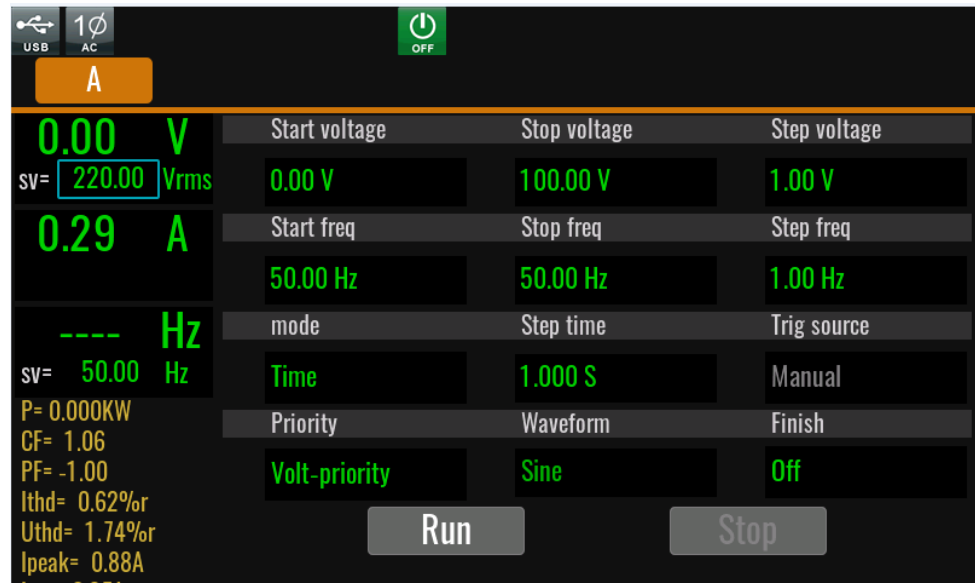 USB
1Ø
AC
OFF
A
0.00 V
sv= 220.00 Vrms
0.29 A
---- Hz
sv= 50.00 Hz
P= 0.000KW
CF= 1.06
PF= -1.00
Ithd= 0.62%r
Uthd= 1.74%r
Ipeak= 0.88A
Start voltage Stop voltage Step voltage
0.00 V 100.00 V 1.00 V
Start freq Stop freq Step freq
50.00 Hz 50.00 Hz 1.00 Hz
mode Step time Trig source
Time 1.000 S Manual
Priority Waveform Finish
Volt-priority Sine Off
Run Stop